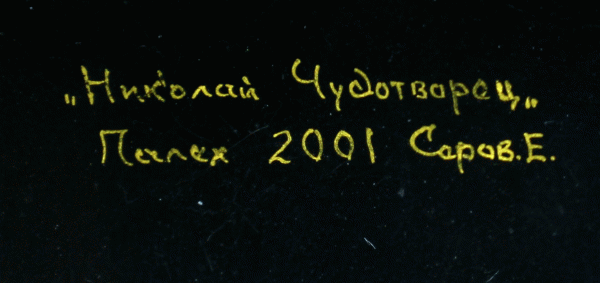 „Николай Чудотворец„
Палех 2001 Саров.Е.